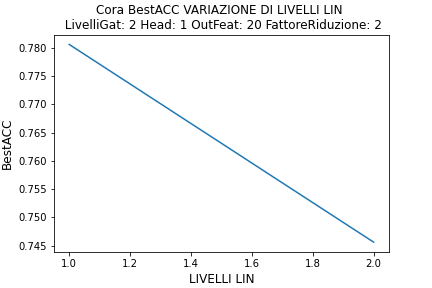 Cora BestACC VARIAZIONE DI LIVELLI LIN
LivelliGat: 2 Head: 1 OutFeat: 20 FattoreRiduzione: 2
BestACC
0.780
0.775
0.770
0.765
0.760
0.755
0.750
0.745
1.0 1.2 1.4 1.6 1.8 2.0
LIVELLI LIN